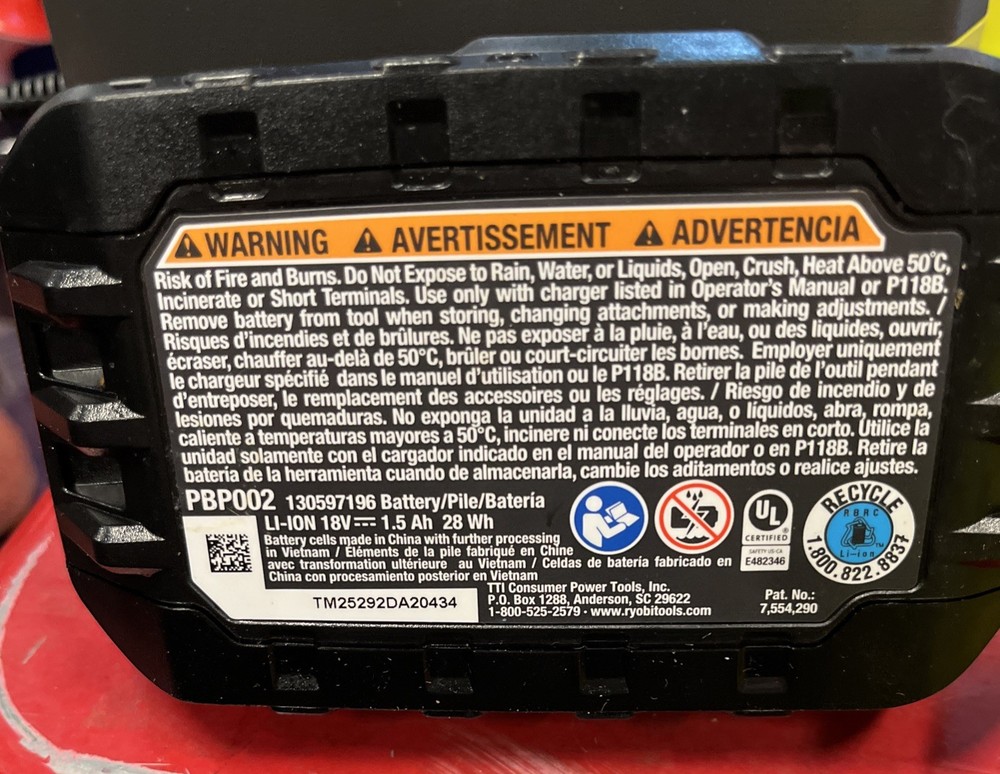 WARNING AVERTISSEMENT ADVERTENCIA
Risk of Fire and Burns. Do Not Expose to Rain, Water, or Liquids, Open, Crush, Heat Above 50°C,
Incinerate or Short Terminals. Use only with charger listed in Operator's Manual or P118B.
Remove battery from tool when storing, changing attachments, or making adjustments. /
Risques d'incendies et de brûlures. Ne pas exposer à la pluie, à l'eau, ou des liquides, ouvrir,
écraser, chauffer au-delà de 50°C, brûler ou court-circuiter les bornes. Employer uniquement
le chargeur spécifié dans le manuel d'utilisation ou le P118B. Retirer la pile de l'outil pendant
d'entreposer, le remplacement des accessoires ou les réglages. / Riesgo de incendio y de
lesiones por quemaduras. No exponga la unidad a la lluvia, agua, o líquidos, abra, rompa,
caliente a temperaturas mayores a 50°C, incinere ni conecte los terminales en corto. Utilice la
unidad solamente con el cargador indicado en el manual del operador o en P118B. Retire la
batería de la herramienta cuando de almacenarla, cambie los aditamentos o realice ajustes.
PBP002 130597196 Battery/Pile/Batería
LI-ION 18V 1.5 Ah 28 Wh
Battery cells made in China with further processing
in Vietnam / Éléments de la pile fabriqué en Chine
avec transformation ultérieure au Vietnam / Celdas de batería fabricado en
China con procesamiento posterior en Vietnam
TM25292DA20434
TTI Consumer Power Tools, Inc.
P.O. Box 1288, Anderson, SC 29622
1-800-525-2579 · www.ryobitools.com
UL
®
CERTIFIED
SAFETY US-CA
E482346
RECYCLE
RBRC
Li-ion
™
1.800.822.8837
Pat. No.:
7,554,290